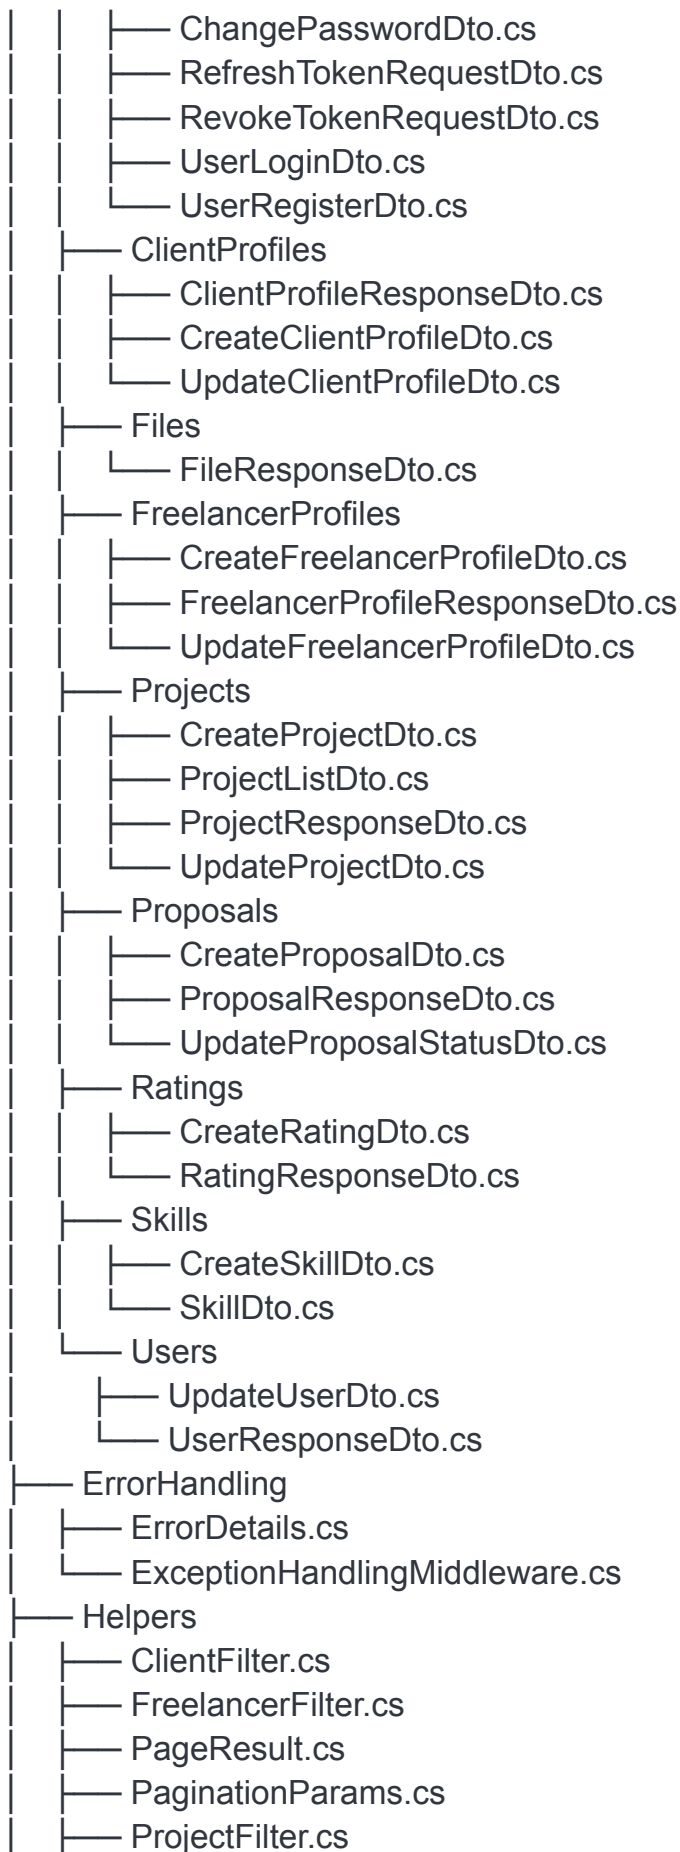 │   │   ├── ChangePasswordDto.cs
│   │   ├── RefreshTokenRequestDto.cs
│   │   ├── RevokeTokenRequestDto.cs
│   │   ├── UserLoginDto.cs
│   │   └── UserRegisterDto.cs
│   ├── ClientProfiles
│   │   ├── ClientProfileResponseDto.cs
│   │   ├── CreateClientProfileDto.cs
│   │   └── UpdateClientProfileDto.cs
│   ├── Files
│   │   └── FileResponseDto.cs
│   ├── FreelancerProfiles
│   │   ├── CreateFreelancerProfileDto.cs
│   │   ├── FreelancerProfileResponseDto.cs
│   │   └── UpdateFreelancerProfileDto.cs
│   ├── Projects
│   │   ├── CreateProjectDto.cs
│   │   ├── ProjectListDto.cs
│   │   ├── ProjectResponseDto.cs
│   │   └── UpdateProjectDto.cs
│   ├── Proposals
│   │   ├── CreateProposalDto.cs
│   │   ├── ProposalResponseDto.cs
│   │   └── UpdateProposalStatusDto.cs
│   ├── Ratings
│   │   ├── CreateRatingDto.cs
│   │   └── RatingResponseDto.cs
│   ├── Skills
│   │   ├── CreateSkillDto.cs
│   │   └── SkillDto.cs
│   └── Users
│       ├── UpdateUserDto.cs
│       └── UserResponseDto.cs
├── ErrorHandling
│   ├── ErrorDetails.cs
│   └── ExceptionHandlingMiddleware.cs
├── Helpers
│   ├── ClientFilter.cs
│   ├── FreelancerFilter.cs
│   ├── PageResult.cs
│   ├── PaginationParams.cs
│   ├── ProjectFilter.cs